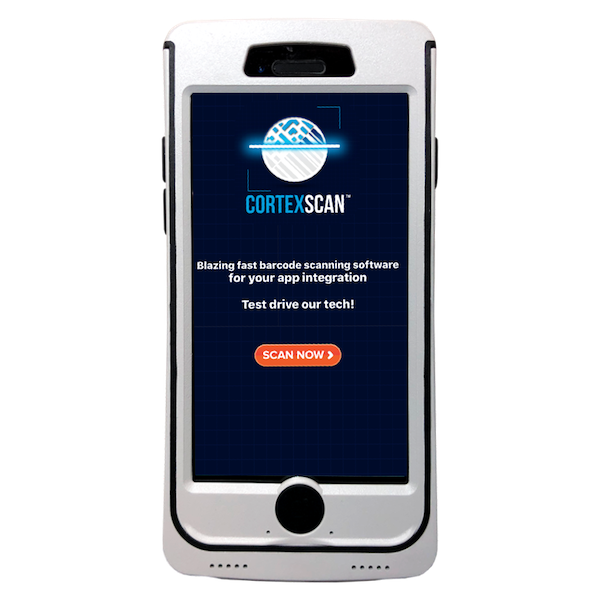 CORTEXSCAN™
Blazing fast barcode scanning software
for your app integration
Test drive our tech!
SCAN NOW ❯